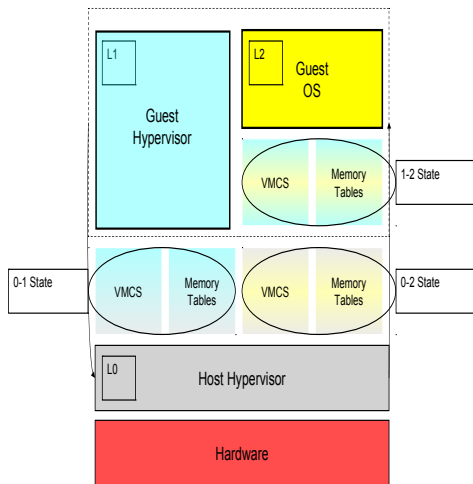 L1
Guest
Hypervisor
L2
Guest
OS
VMCS
Memory
Tables
1-2 State
0-1 State
VMCS
Memory
Tables
VMCS
Memory
Tables
0-2 State
L0
Host Hypervisor
Hardware